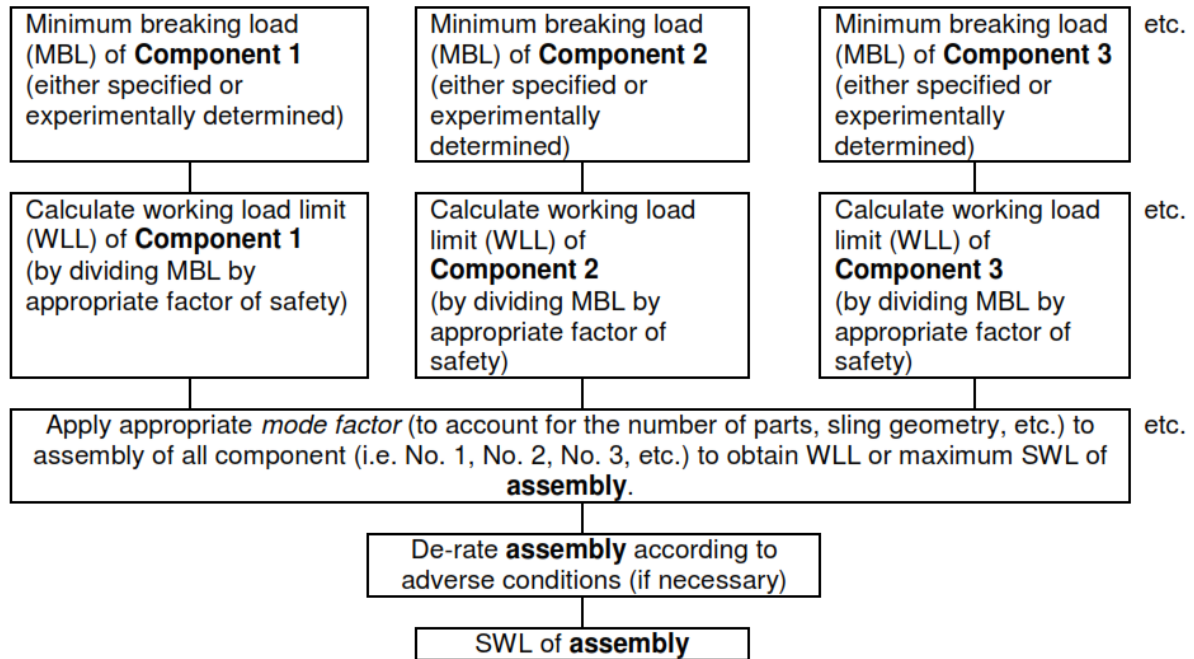 Minimum breaking load
(MBL) of Component 1
(either specified or
experimentally determined)
Minimum breaking load
(MBL) of Component 2
(either specified or
experimentally
determined)
Minimum breaking load
(MBL) of Component 3
(either specified or
experimentally
determined)
etc.
Calculate working load limit
(WLL) of Component 1
(by dividing MBL by
appropriate factor of safety)
Calculate working load
limit (WLL) of
Component 2
(by dividing MBL by
appropriate factor of
safety)
Calculate working load
limit (WLL) of
Component 3
(by dividing MBL by
appropriate factor of
safety)
etc.
Apply appropriate mode factor (to account for the number of parts, sling geometry, etc.) to
assembly of all component (i.e. No. 1, No. 2, No. 3, etc.) to obtain WLL or maximum SWL of
assembly.
etc.
De-rate assembly according to
adverse conditions (if necessary)
SWL of assembly